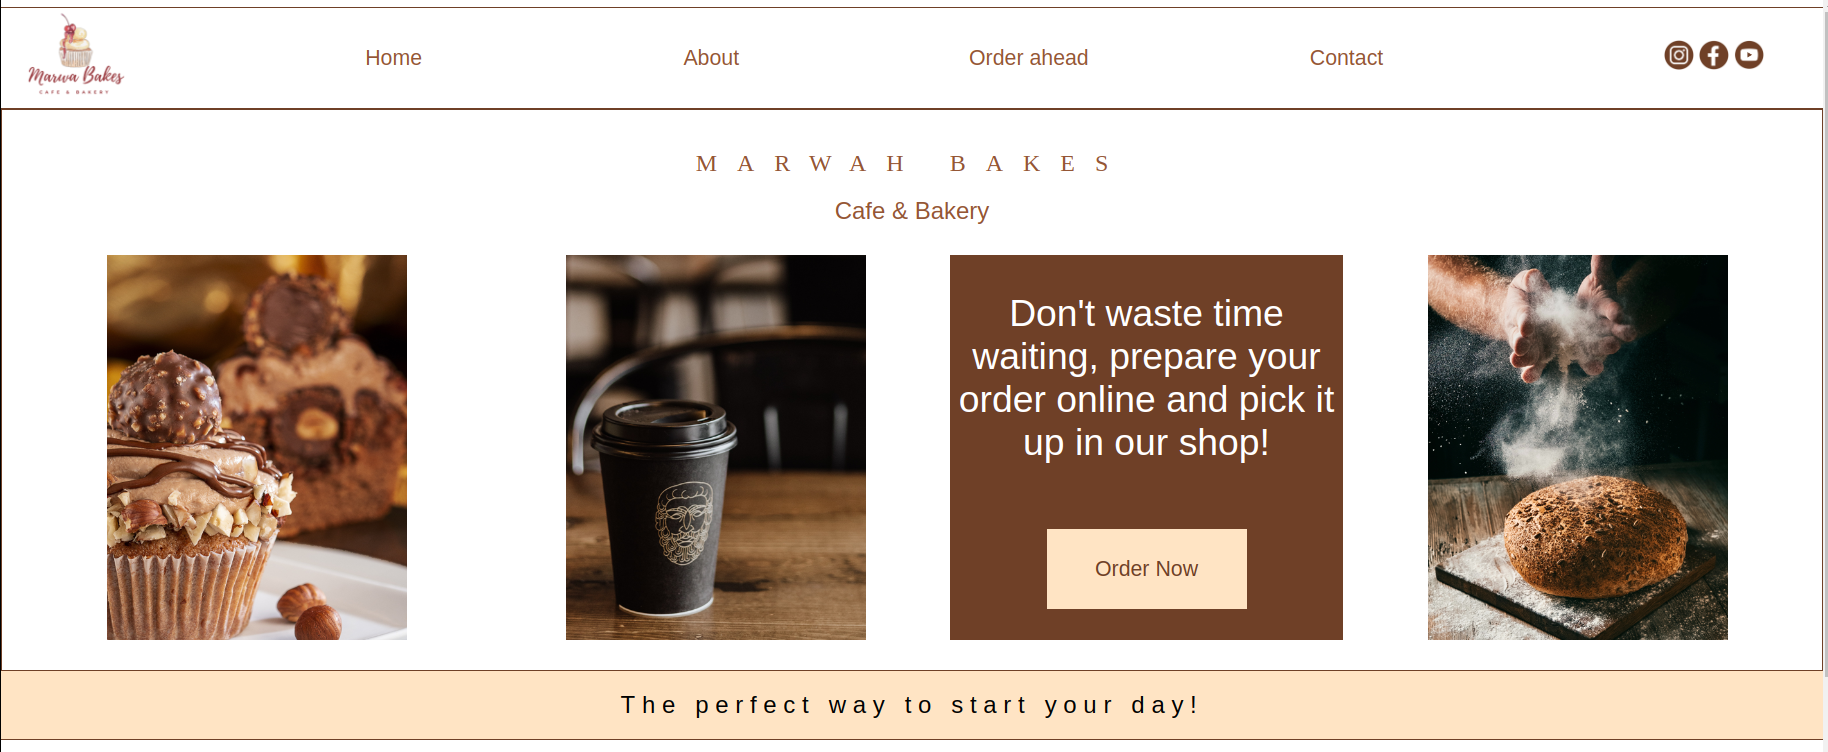 Marwa Bakes
CAFE & BAKERY
Home
About
Order ahead
Contact
MARWAH BAKES
Cafe & Bakery
Don't waste time
waiting, prepare your
order online and pick it
up in our shop!
Order Now
The perfect way to start your day!